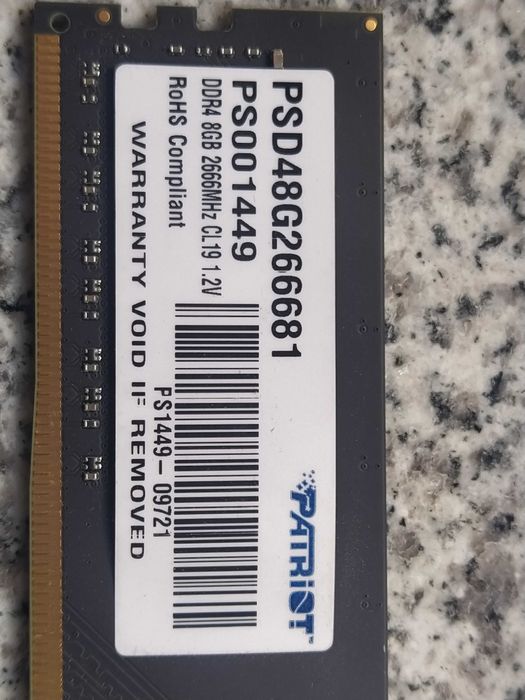 PSD48G266681
PS001449
DDR4 8GB 2666MHz CL19 1.2V
RoHS Compliant
PS1449-09721
WARRANTY VOID IF REMOVED
PATRIOT